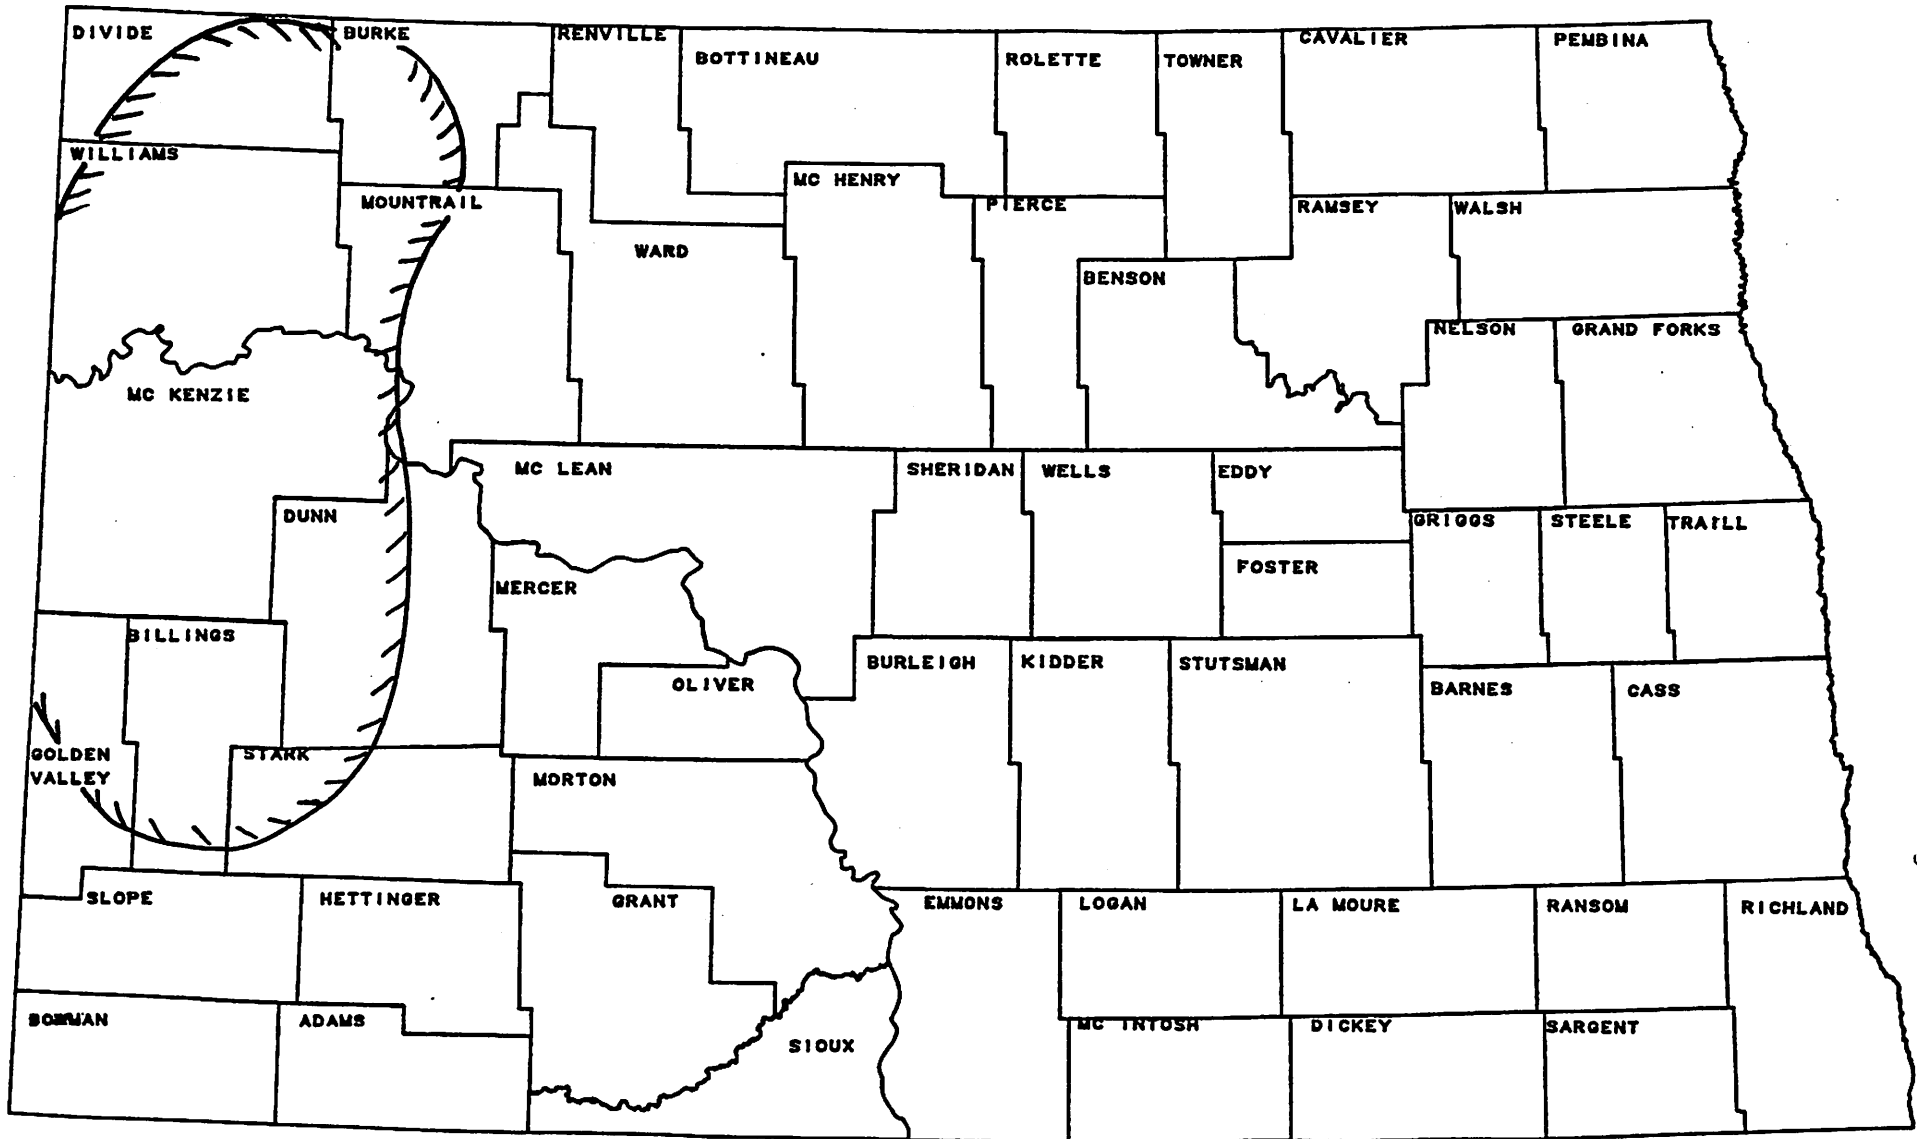 DIVIDE
BURKE
RENVILLE
BOTTINEAU
ROLETTE
TOWNER
CAVALIER
PEMBINA
WILLIAMS
MOUNTRAIL
WARD
MC HENRY
PIERCE
BENSON
RAMSEY
WALSH
NELSON
GRAND FORKS
MC KENZIE
DUNN
MC LEAN
SHERIDAN
WELLS
EDDY
FOSTER
GRIGGS
STEELE
TRAILL
MERCER
BILLINGS
OLIVER
BURLEIGH
KIDDER
STUTSMAN
BARNES
CASS
GOLDEN
VALLEY
STARK
MORTON
SLOPE
HETTINGER
GRANT
EMMONS
LOGAN
LA MOURE
RANSOM
RICHLAND
BOWMAN
ADAMS
SIOUX
MC INTOSH
DICKEY
SARGENT